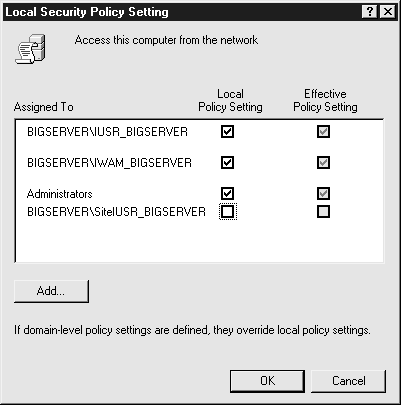 Local Security Policy Setting
Access this computer from the network
Assigned To
Local Policy Setting
Effective Policy Setting
BIGSERVER\IUSR_BIGSERVER
BIGSERVER\IWAM_BIGSERVER
Administrators
BIGSERVER\SiteIUSR_BIGSERVER
Add...
If domain-level policy settings are defined, they override local policy settings.
OK
Cancel